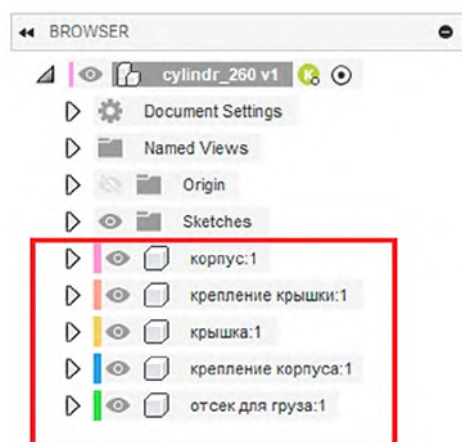 BROWSER
cylindr_260 v1
Document Settings
Named Views
Origin
Sketches
корпус:1
крепление крышки:1
крышка:1
крепление корпуса:1
отсек для груза:1